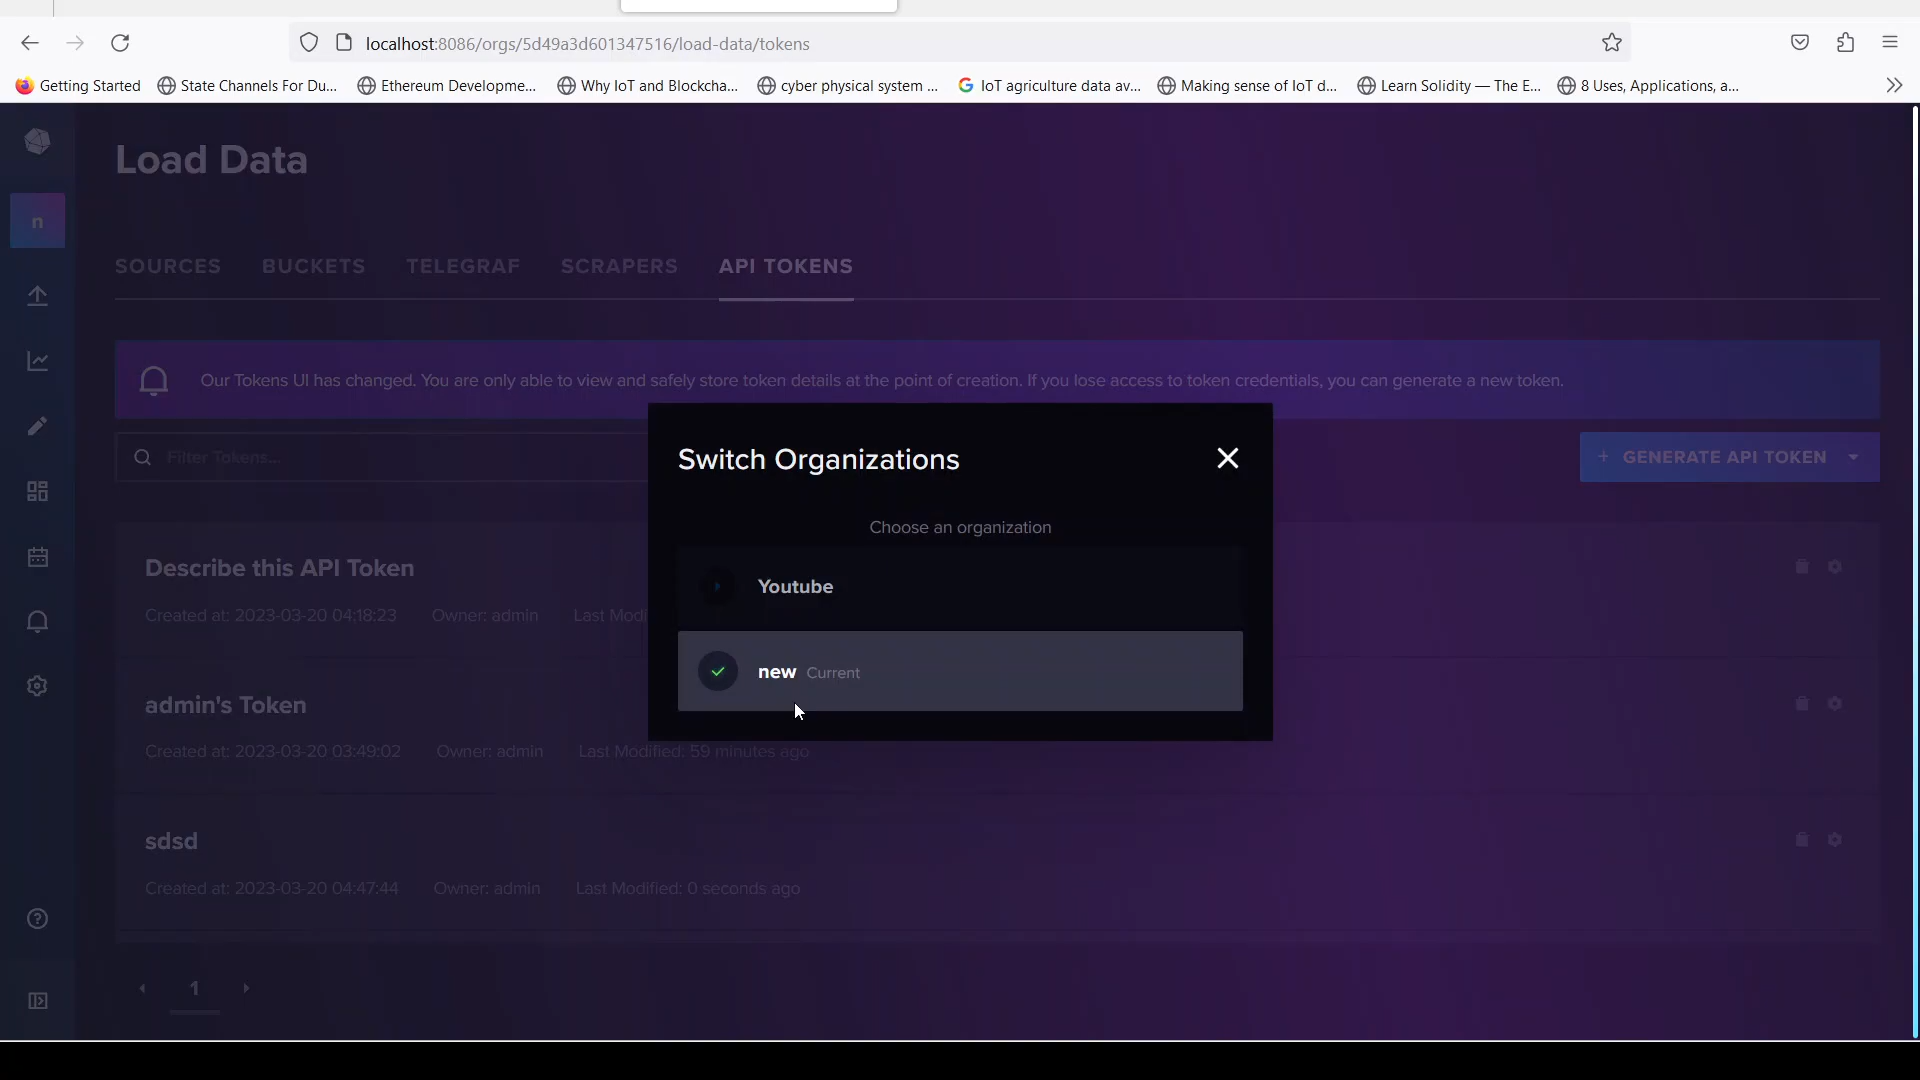 localhost:8086/orgs/5d49a3d601347516/load-data/tokens
Getting Started State Channels For Du... Ethereum Developme... Why IoT and Blockcha... cyber physical system ... IoT agriculture data av... Making sense of IoT d... Learn Solidity — The E... 8 Uses, Applications, a...
Load Data
n
SOURCES BUCKETS TELEGRAF SCRAPERS API TOKENS
Our Tokens UI has changed. You are only able to view and safely store token details at the point of creation. If you lose access to token credentials, you can generate a new token.
Filter Tokens...
+ GENERATE API TOKEN
Switch Organizations
Choose an organization
Youtube
new Current
Describe this API Token
Created at: 2023-03-20 04:18:23 Owner: admin Last Modi
admin's Token
Created at: 2023-03-20 03:49:02 Owner: admin Last Modified: 59 minutes ago
sdsd
Created at: 2023-03-20 04:47:44 Owner: admin Last Modified: 0 seconds ago
1